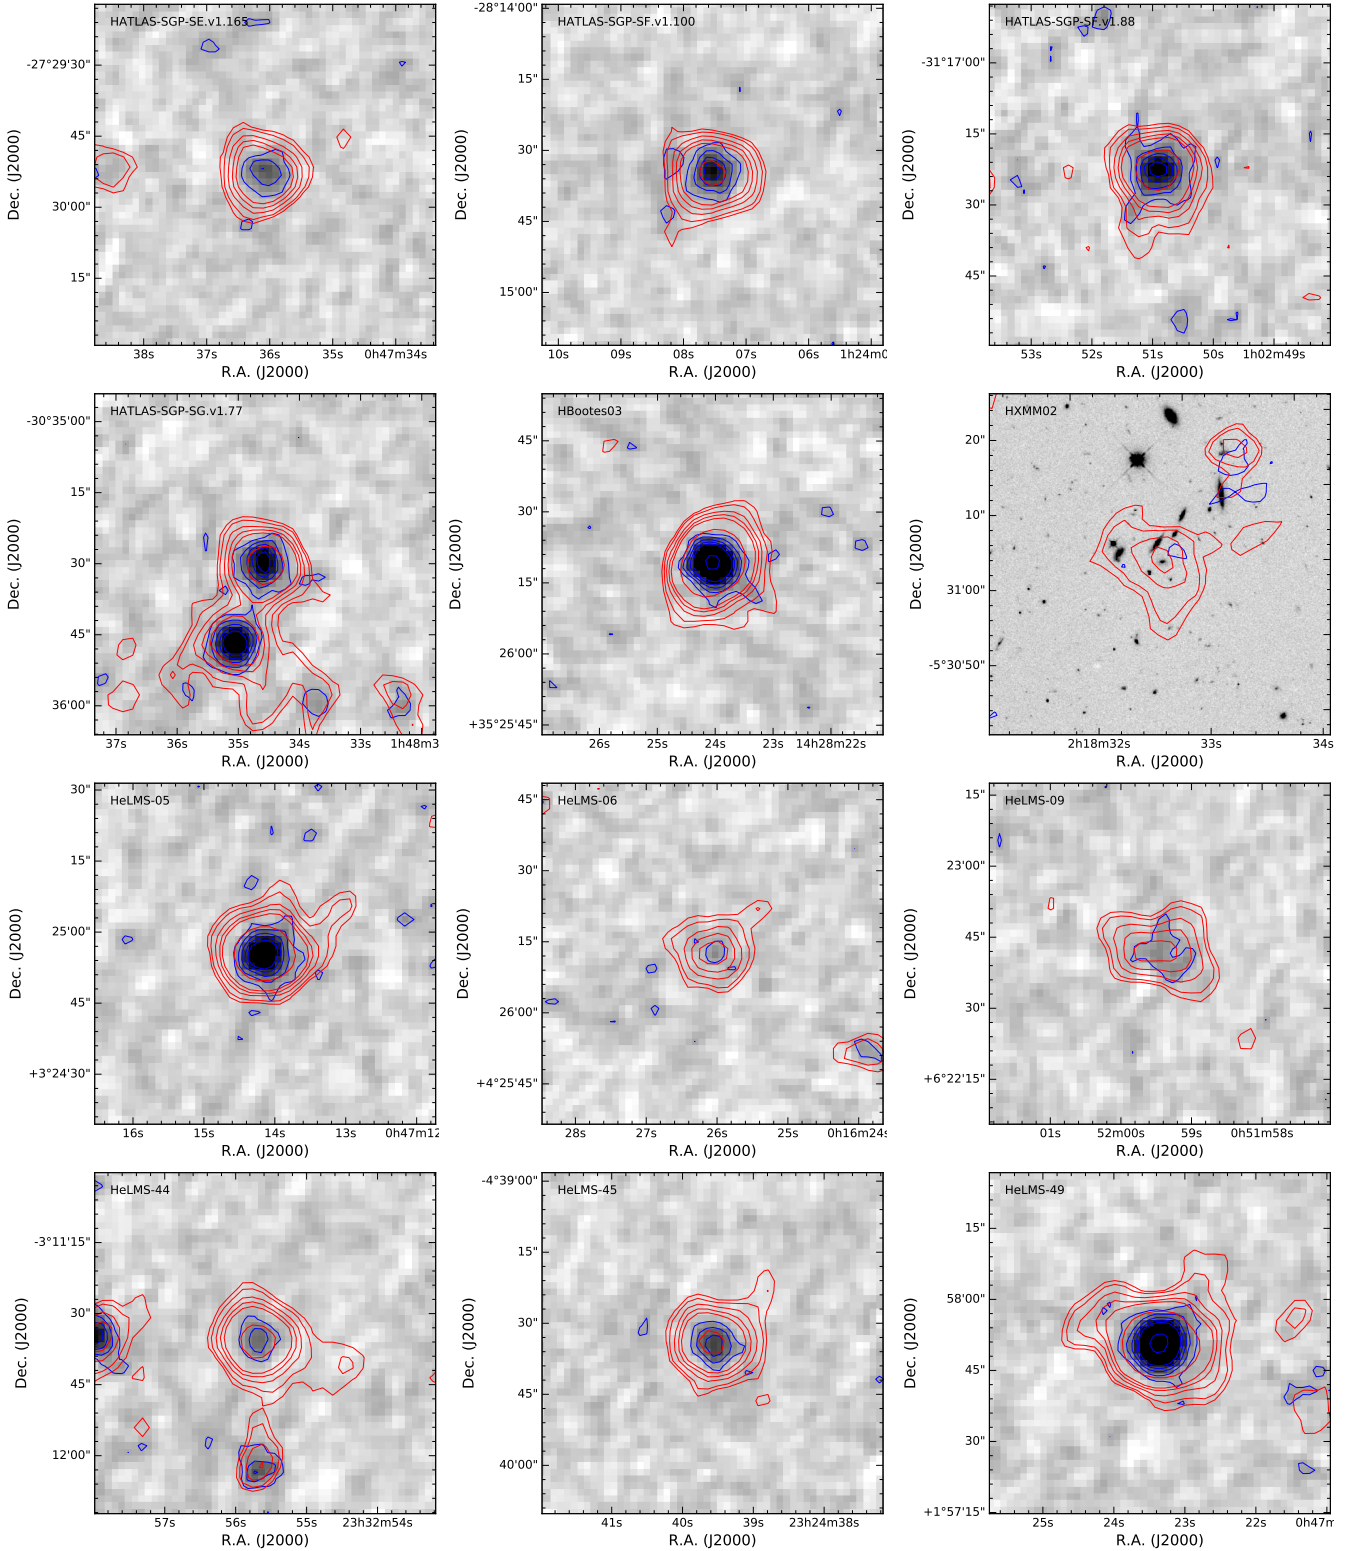 HATLAS-SGP-SE.v1.165
-27°29'30"
45"
30'00"
15"
Dec. (J2000)
38s 37s 36s 35s 0h47m34s
R.A. (J2000)
HATLAS-SGP-SF.v1.100
-28°14'00"
15"
30"
45"
15'00"
Dec. (J2000)
10s 09s 08s 07s 06s 1h24m0
R.A. (J2000)
HATLAS-SGP-SF.v1.88
-31°17'00"
15"
30"
45"
Dec. (J2000)
53s 52s 51s 50s 1h02m49s
R.A. (J2000)
HATLAS-SGP-SG.v1.77
-30°35'00"
15"
30"
45"
36'00"
Dec. (J2000)
37s 36s 35s 34s 33s 1h48m3
R.A. (J2000)
HBootes03
45"
30"
15"
26'00"
+35°25'45"
Dec. (J2000)
26s 25s 24s 23s 14h28m22s
R.A. (J2000)
HXMM02
20"
10"
31'00"
-5°30'50"
Dec. (J2000)
2h18m32s 33s 34s
R.A. (J2000)
HeLMS-05
30"
15"
25'00"
45"
+3°24'30"
Dec. (J2000)
16s 15s 14s 13s 0h47m12
R.A. (J2000)
HeLMS-06
45"
30"
15"
26'00"
+4°25'45"
Dec. (J2000)
28s 27s 26s 25s 0h16m24s
R.A. (J2000)
HeLMS-09
15"
23'00"
45"
30"
+6°22'15"
Dec. (J2000)
01s 52m00s 59s 0h51m58s
R.A. (J2000)
HeLMS-44
-3°11'15"
30"
45"
12'00"
Dec. (J2000)
57s 56s 55s 23h32m54s
R.A. (J2000)
HeLMS-45
-4°39'00"
15"
30"
45"
40'00"
Dec. (J2000)
41s 40s 39s 23h24m38s
R.A. (J2000)
HeLMS-49
15"
58'00"
45"
30"
+1°57'15"
Dec. (J2000)
25s 24s 23s 22s 0h47m
R.A. (J2000)